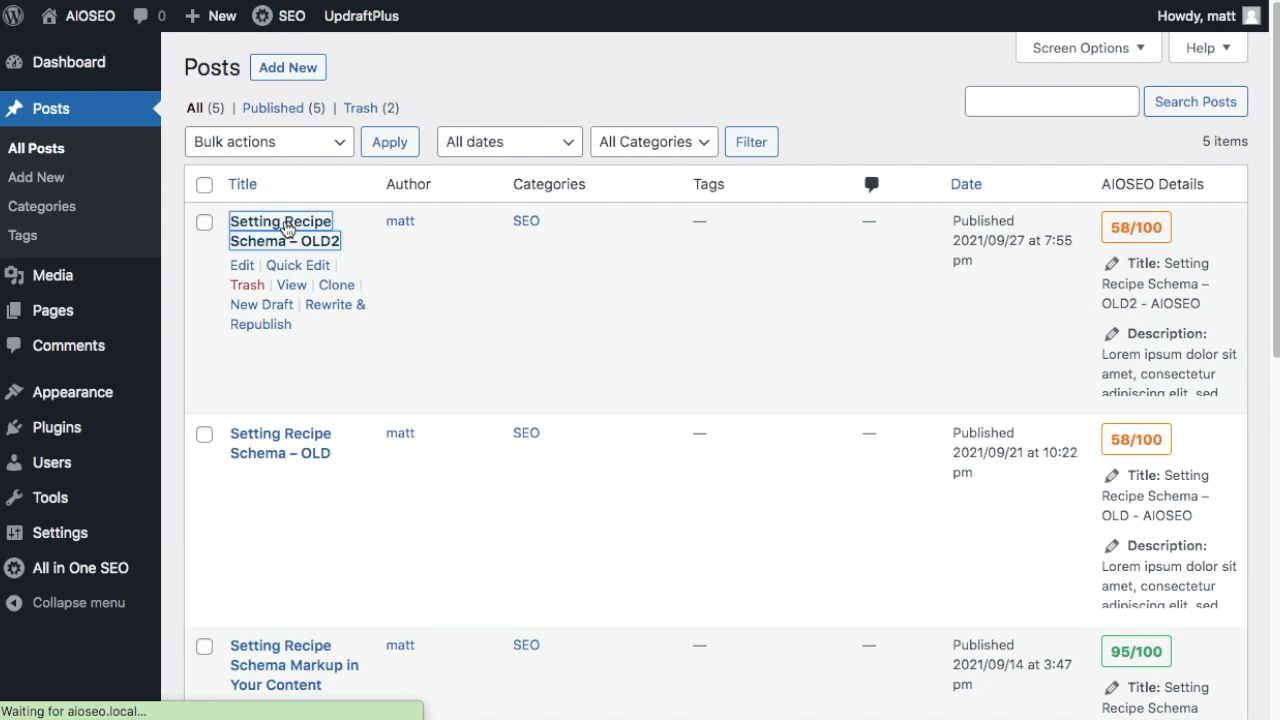 AIOSEO 0 New SEO UpdraftPlus Howdy, matt
Dashboard
Posts
All Posts
Add New
Categories
Tags
Media
Pages
Comments
Appearance
Plugins
Users
Tools
Settings
All in One SEO
Collapse menu
Screen Options Help
Posts Add New
All (5) | Published (5) | Trash (2)
Search Posts
Bulk actions Apply All dates All Categories Filter 5 items
Title Author Categories Tags Date AIOSEO Details
Setting Recipe
Schema – OLD2
Edit | Quick Edit |
Trash | View | Clone |
New Draft | Rewrite &
Republish
matt
SEO
—
—
Published
2021/09/27 at 7:55
pm
58/100
Title: Setting
Recipe Schema –
OLD2 - AIOSEO
Description:
Lorem ipsum dolor sit
amet, consectetur
adipiscing elit, sed
Setting Recipe
Schema – OLD
matt
SEO
—
—
Published
2021/09/21 at 10:22
pm
58/100
Title: Setting
Recipe Schema –
OLD - AIOSEO
Description:
Lorem ipsum dolor sit
amet, consectetur
adipiscing elit, sed
Setting Recipe
Schema Markup in
Your Content
matt
SEO
—
—
Published
2021/09/14 at 3:47
pm
95/100
Title: Setting
Recipe Schema
Waiting for aioseo.local...